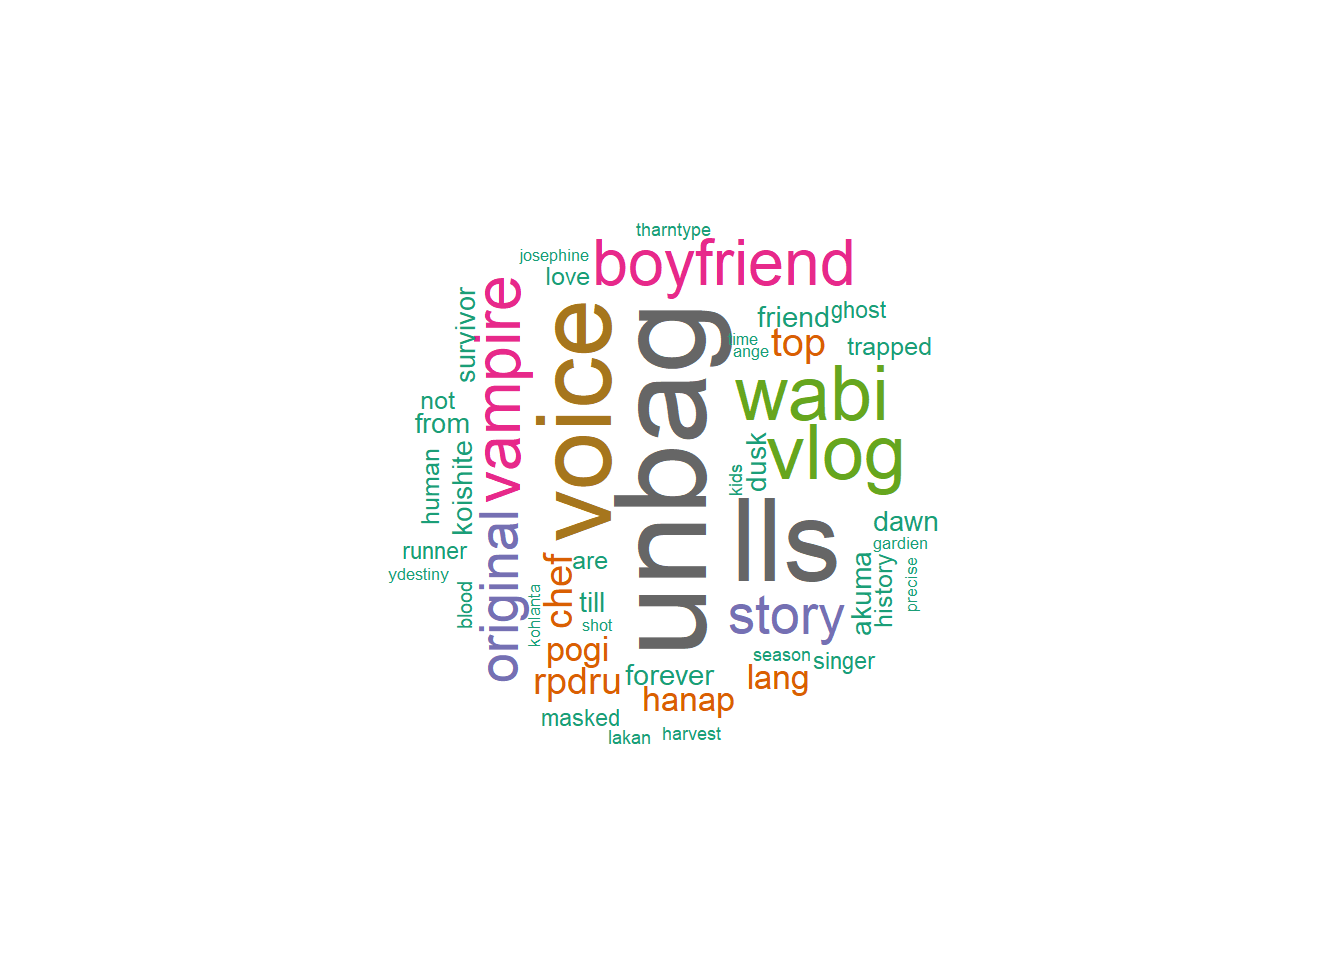 tharntype
josephine
love
boyfriend
survivor
vampire
voice
unbag
friend
ghost
ime
ange
top
trapped
not
from
wabi
vlog
dusk
kids
human
koishite
lls
dawn
gardien
runner
ydestiny
original
chef
are
till
shot
kohlanta
blood
story
akuma
history
precise
pogi
rpdru
forever
hanap
season
singer
lang
masked
lakan
harvest